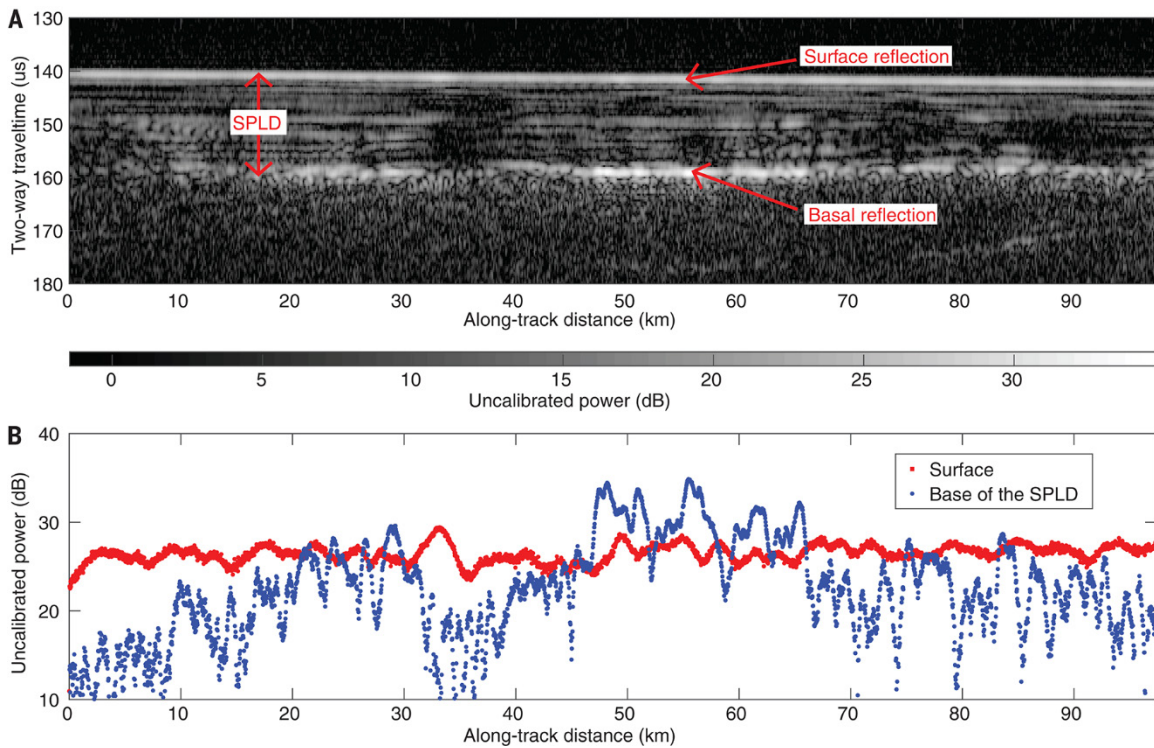 A
130
140
150
160
170
180
Two-way traveltime (us)
Surface reflection
SPLD
Basal reflection
0 10 20 30 40 50 60 70 80 90
Along-track distance (km)
0 5 10 15 20 25 30
Uncalibrated power (dB)
B
40
30
20
10
Uncalibrated power (dB)
Surface
Base of the SPLD
0 10 20 30 40 50 60 70 80 90
Along-track distance (km)